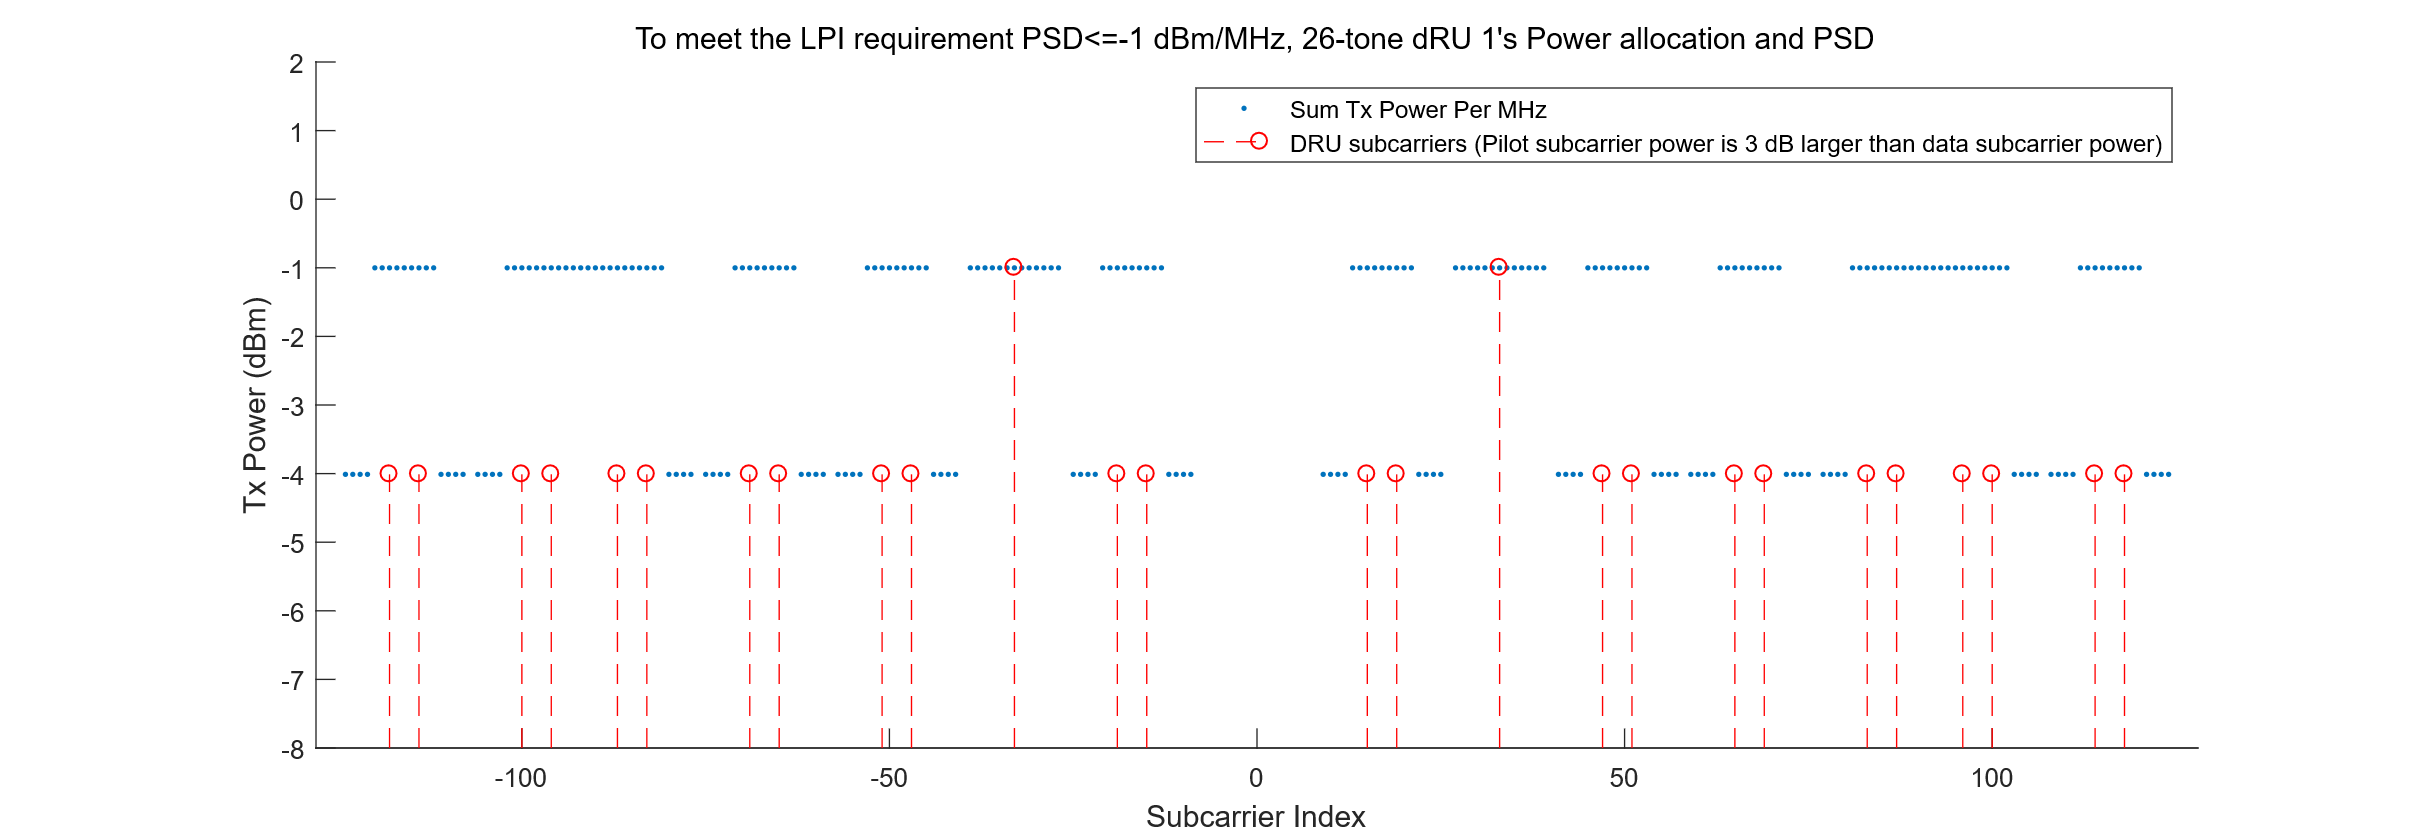 To meet the LPI requirement PSD<=-1 dBm/MHz, 26-tone dRU 1's Power allocation and PSD
Sum Tx Power Per MHz
DRU subcarriers (Pilot subcarrier power is 3 dB larger than data subcarrier power)
Tx Power (dBm)
2
1
0
-1
-2
-3
-4
-5
-6
-7
-8
-100 -50 0 50 100
Subcarrier Index